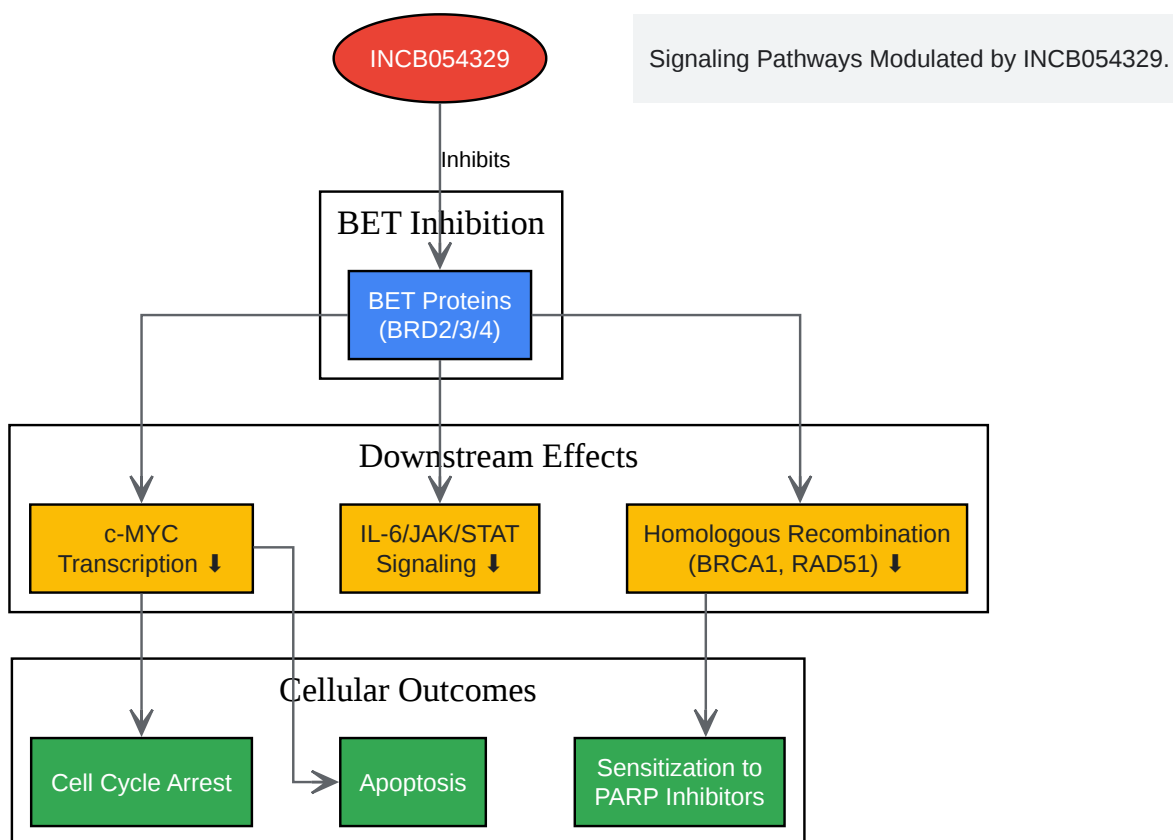 INCB054329
Signaling Pathways Modulated by INCB054329.
Inhibits
BET Inhibition
BET Proteins
(BRD2/3/4)
Downstream Effects
c-MYC
Transcription ⬇
IL-6/JAK/STAT
Signaling ⬇
Homologous Recombination
(BRCA1, RAD51) ⬇
Cellular Outcomes
Cell Cycle Arrest
Apoptosis
Sensitization to
PARP Inhibitors